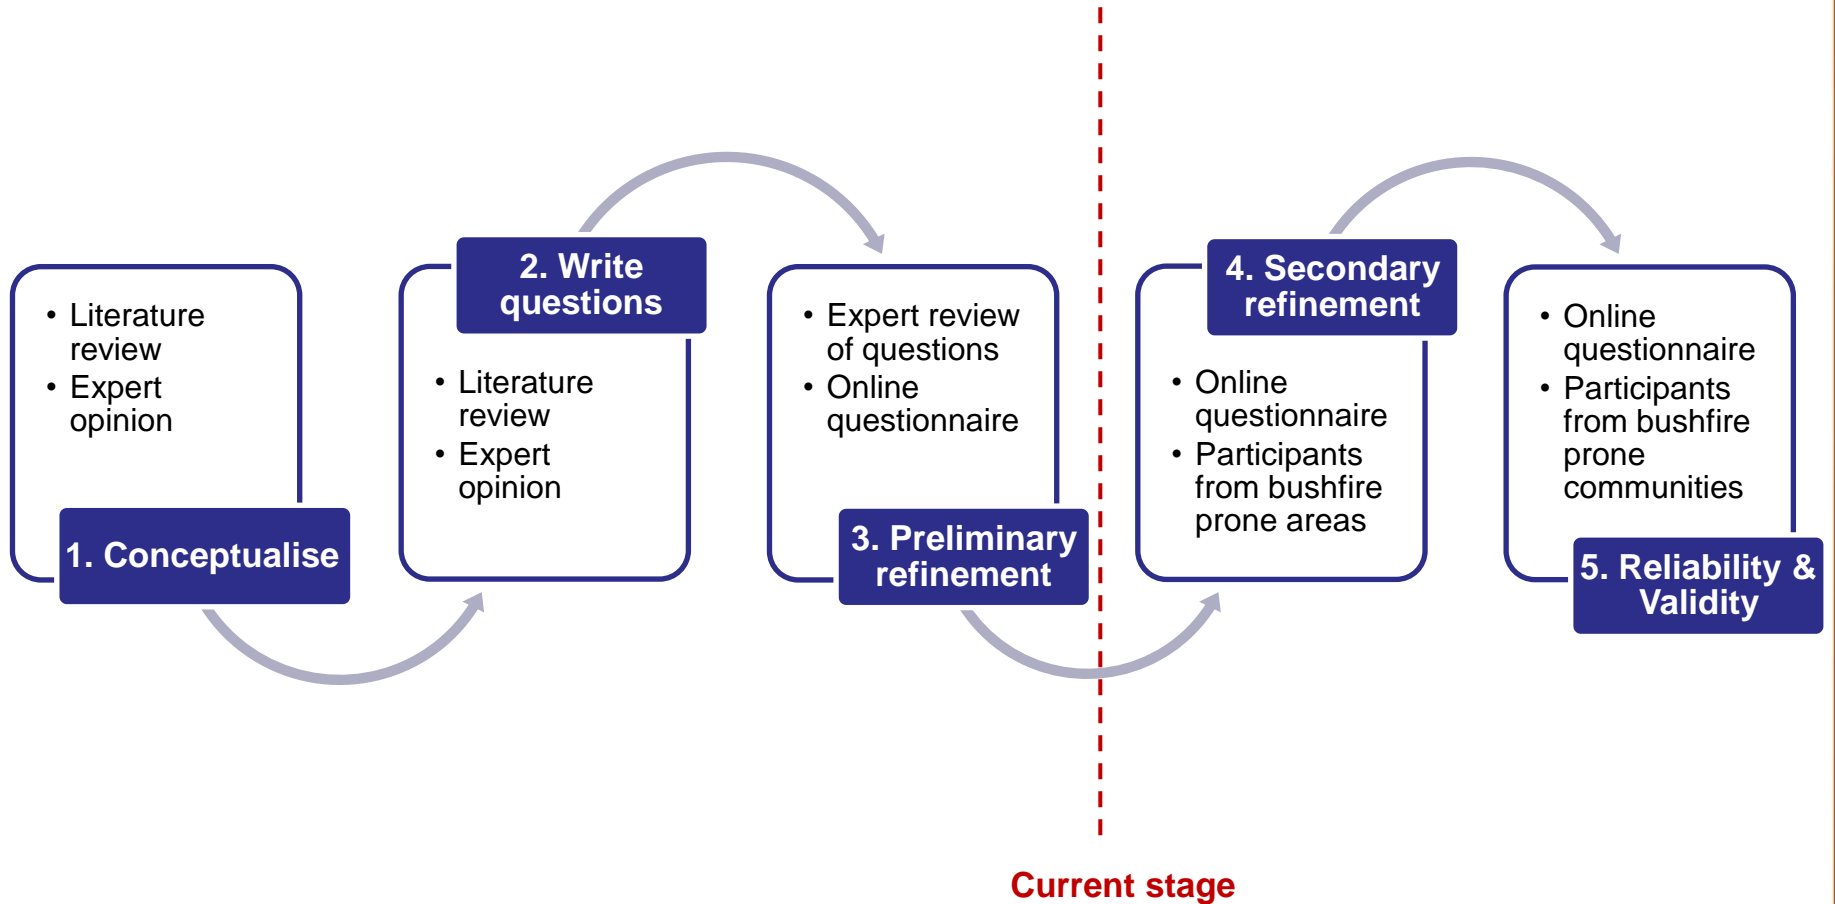 • Literature
review
• Expert
opinion
1. Conceptualise
2. Write
questions
• Literature
review
• Expert
opinion
• Expert review
of questions
• Online
questionnaire
3. Preliminary
refinement
4. Secondary
refinement
• Online
questionnaire
• Participants
from bushfire
prone areas
• Online
questionnaire
• Participants
from bushfire
prone
communities
5. Reliability &
Validity
Current stage